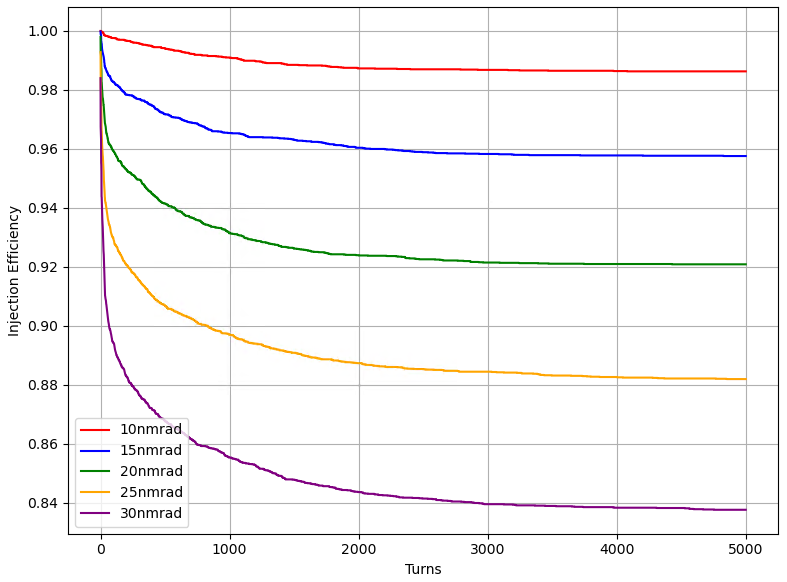 Injection Efficiency
1.00
0.98
0.96
0.94
0.92
0.90
0.88
0.86
0.84
10nmrad
15nmrad
20nmrad
25nmrad
30nmrad
0
1000
2000
3000
4000
5000
Turns